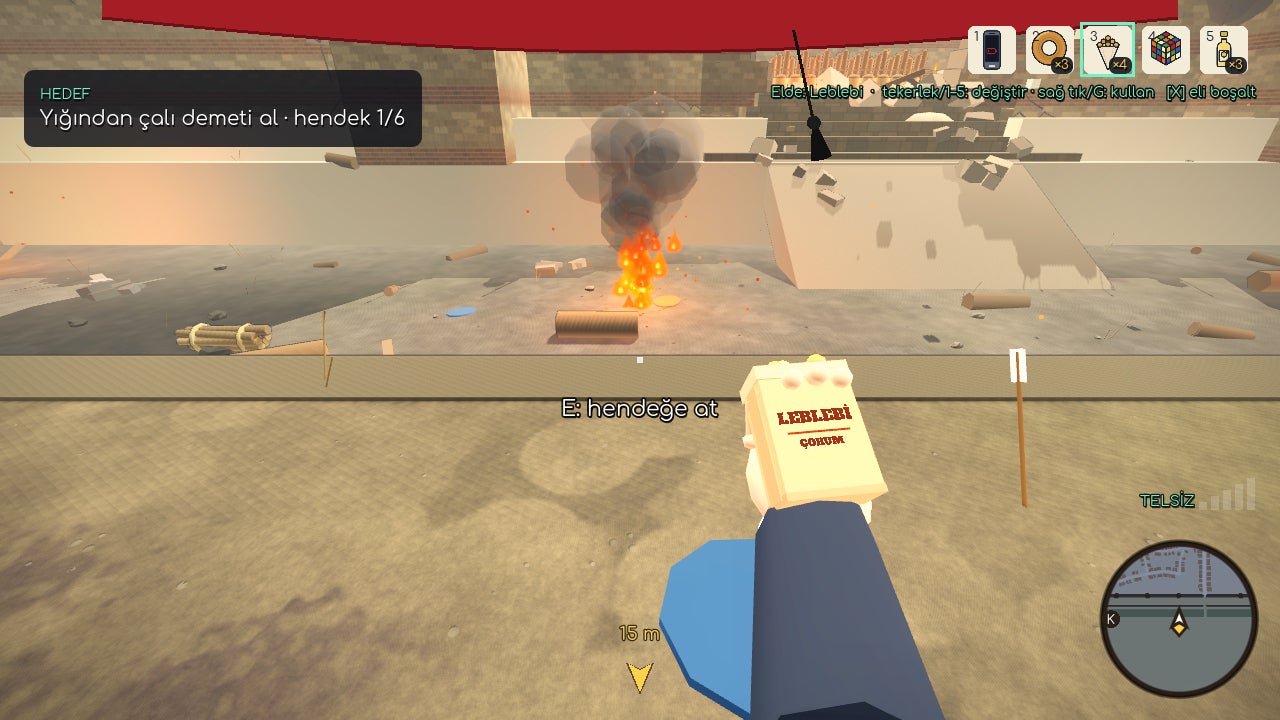 HEDEF
Yığından çalı demeti al · hendek 1/6
1
2
×3
3
×4
4
5
×3
Elde: Leblebi · tekerlek/1-5: değiştir · sağ tık/G: kullan [X] eli boşalt
E: hendeğe at
LEBLEBİ
ÇORUM
TELSİZ
15 m
K